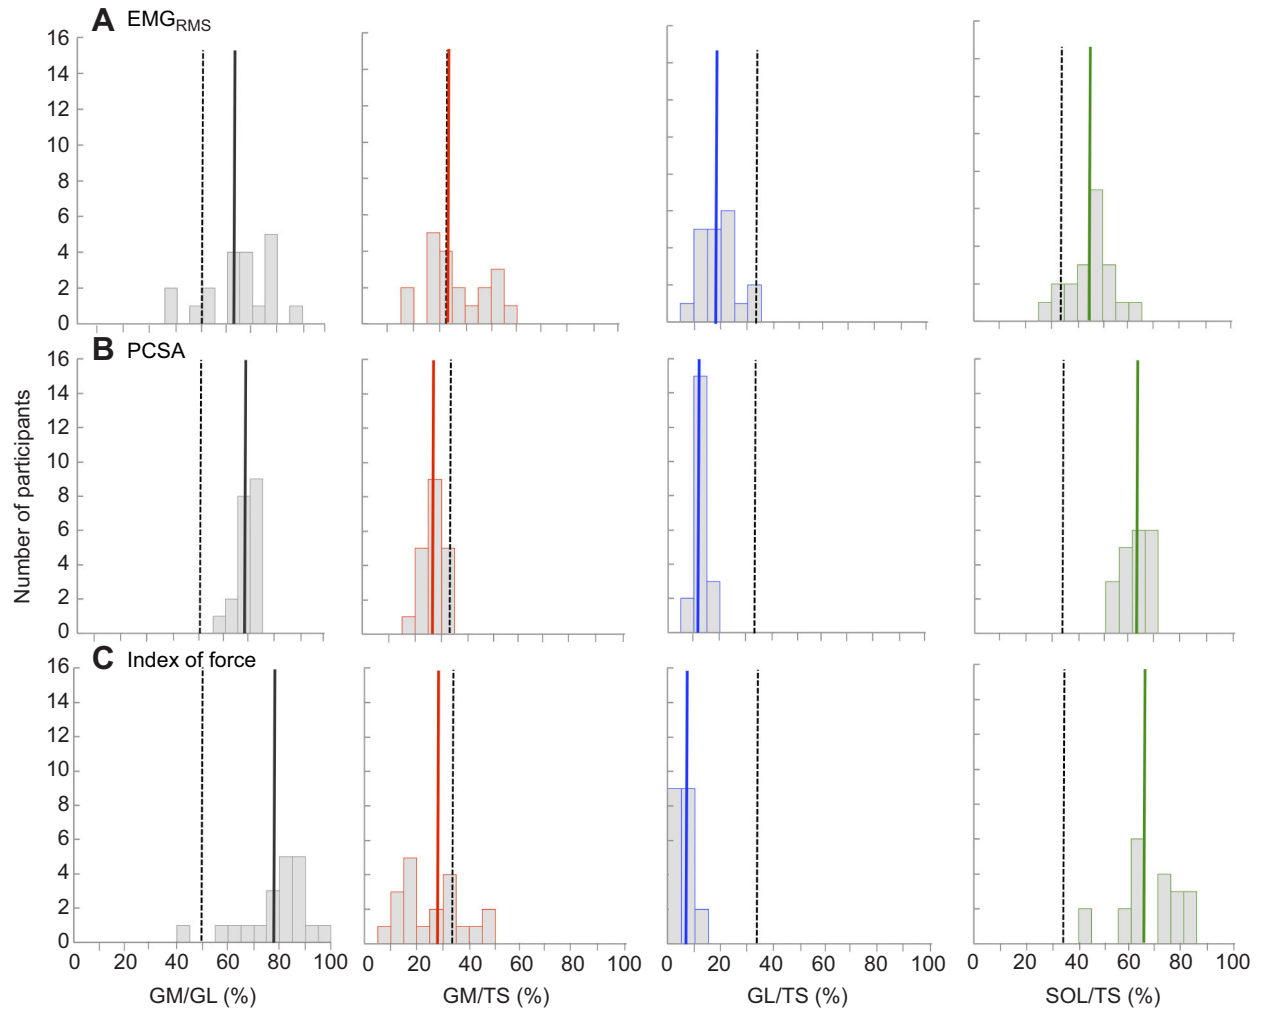 A EMGRMS
16
14
12
10
8
6
4
2
0
B PCSA
16
14
12
10
8
6
4
2
0
Number of participants
C Index of force
16
14
12
10
8
6
4
2
0
0 20 40 60 80 100
0 20 40 60 80 100
0 20 40 60 80 100
0 20 40 60 80 100
GM/GL (%)
GM/TS (%)
GL/TS (%)
SOL/TS (%)